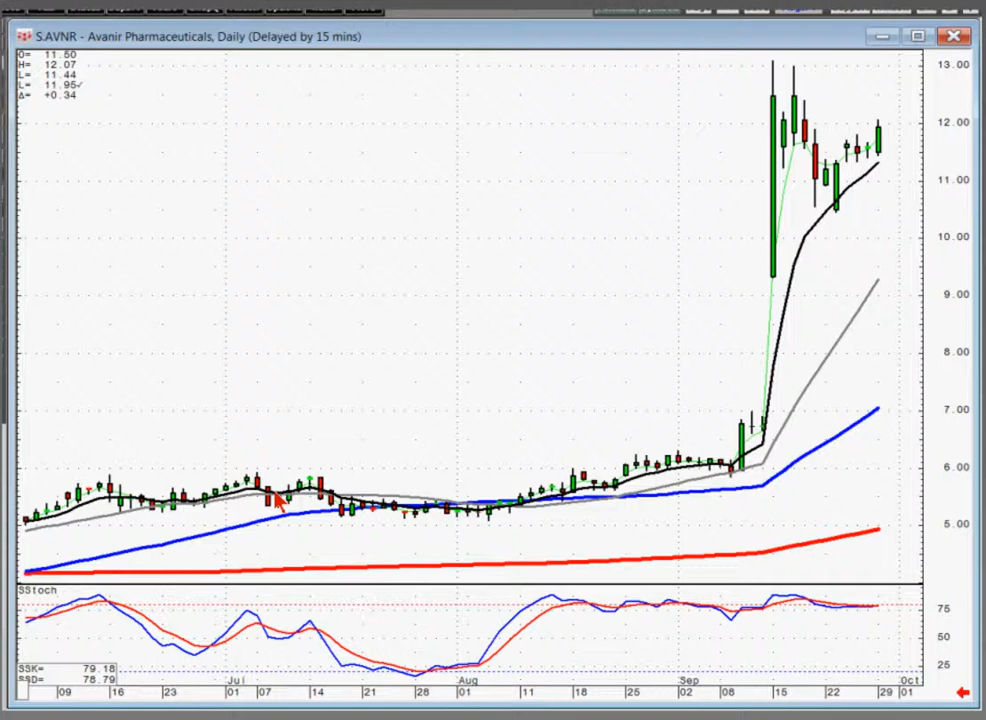 S.AVNR - Avanir Pharmaceuticals, Daily (Delayed by 15 mins)
O= 11.50
H= 12.07
L= 11.44
L= 11.95✓
Δ= +0.34
13.00
12.00
11.00
10.00
9.00
8.00
7.00
6.00
5.00
SStoch
75
50
25
SSK= 79.18
SSD= 78.79
Jul Aug Sep Oct
09 16 23 01 07 14 21 28 01 11 18 25 02 08 15 22 29 01